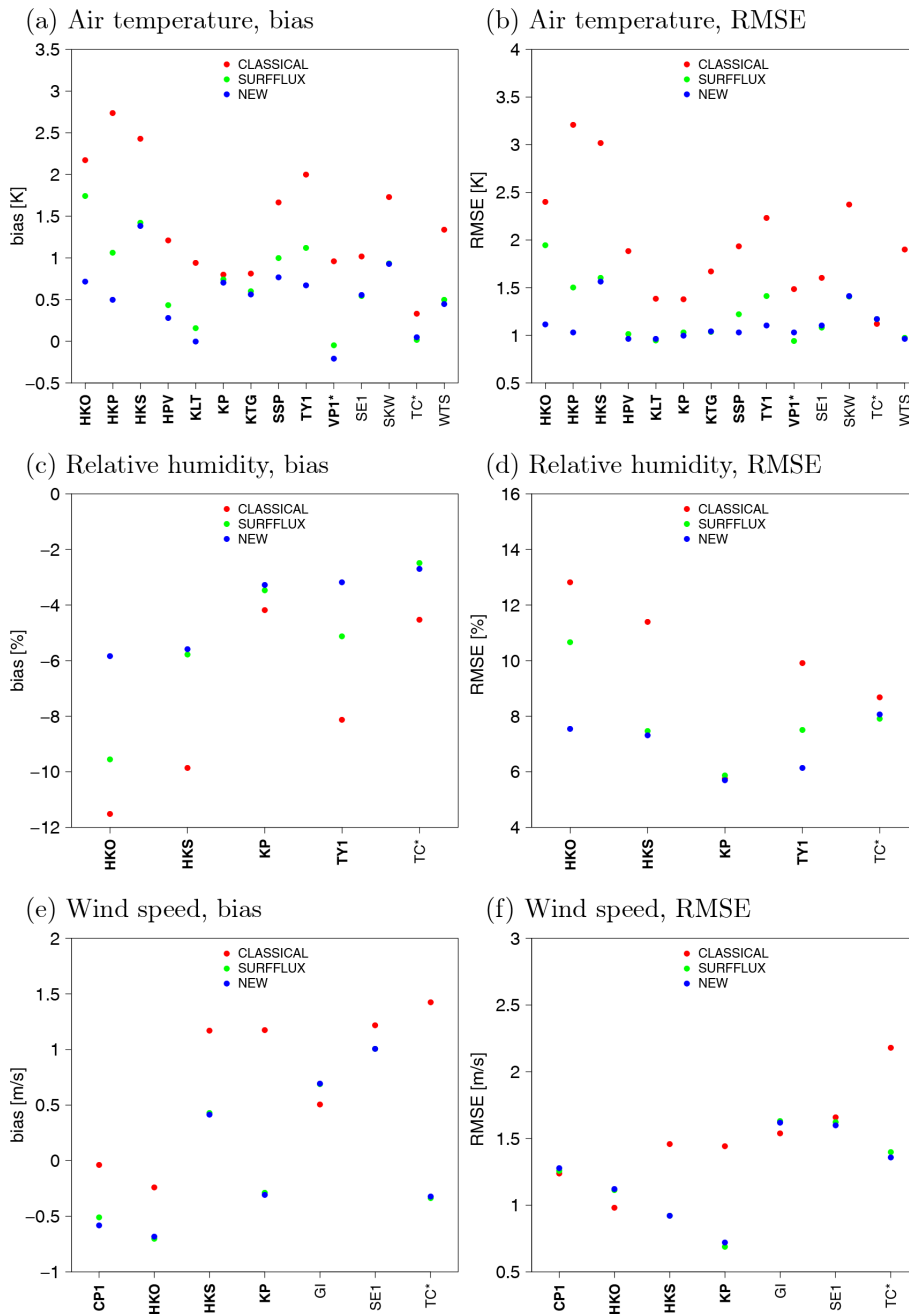 (a) Air temperature, bias
3.5
3
2.5
2
1.5
1
0.5
0
−0.5
bias [K]
CLASSICAL
SURFFLUX
NEW
HKO HKP HKS HPV KLT KP KTG SSP TY1 VP1* SE1 SKW TC* WTS
(b) Air temperature, RMSE
4
3.5
3
2.5
2
1.5
1
0.5
RMSE [K]
CLASSICAL
SURFFLUX
NEW
HKO HKP HKS HPV KLT KP KTG SSP TY1 VP1* SE1 SKW TC* WTS
(c) Relative humidity, bias
0
−2
−4
−6
−8
−10
−12
bias [%]
CLASSICAL
SURFFLUX
NEW
HKO HKS KP TY1 TC*
(d) Relative humidity, RMSE
16
14
12
10
8
6
4
RMSE [%]
CLASSICAL
SURFFLUX
NEW
HKO HKS KP TY1 TC*
(e) Wind speed, bias
2
1.5
1
0.5
0
−0.5
−1
bias [m/s]
CLASSICAL
SURFFLUX
NEW
CP1 HKO HKS KP GI SE1 TC*
(f) Wind speed, RMSE
3
2.5
2
1.5
1
0.5
RMSE [m/s]
CLASSICAL
SURFFLUX
NEW
CP1 HKO HKS KP GI SE1 TC*